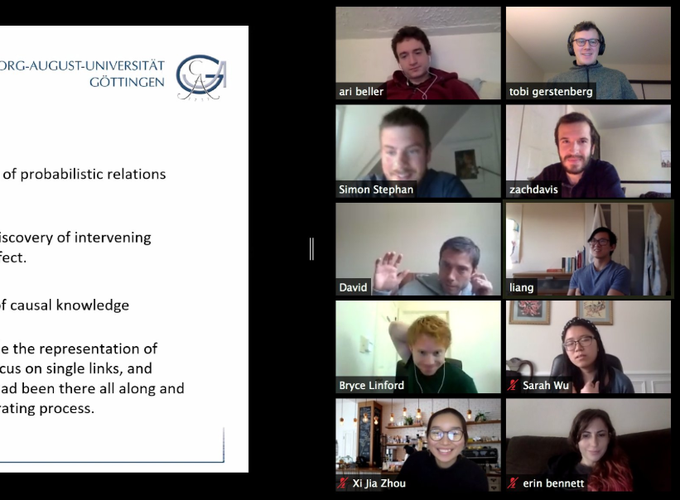 ORG-AUGUST-UNIVERSITÄT
GÖTTINGEN
of probabilistic relations
iscovery of intervening
fect.
of causal knowledge
e the representation of
cus on single links, and
ad been there all along and
rating process.
ari beller
tobi gerstenberg
Simon Stephan
zachdavis
David
liang
Bryce Linford
Sarah Wu
Xi Jia Zhou
erin bennett